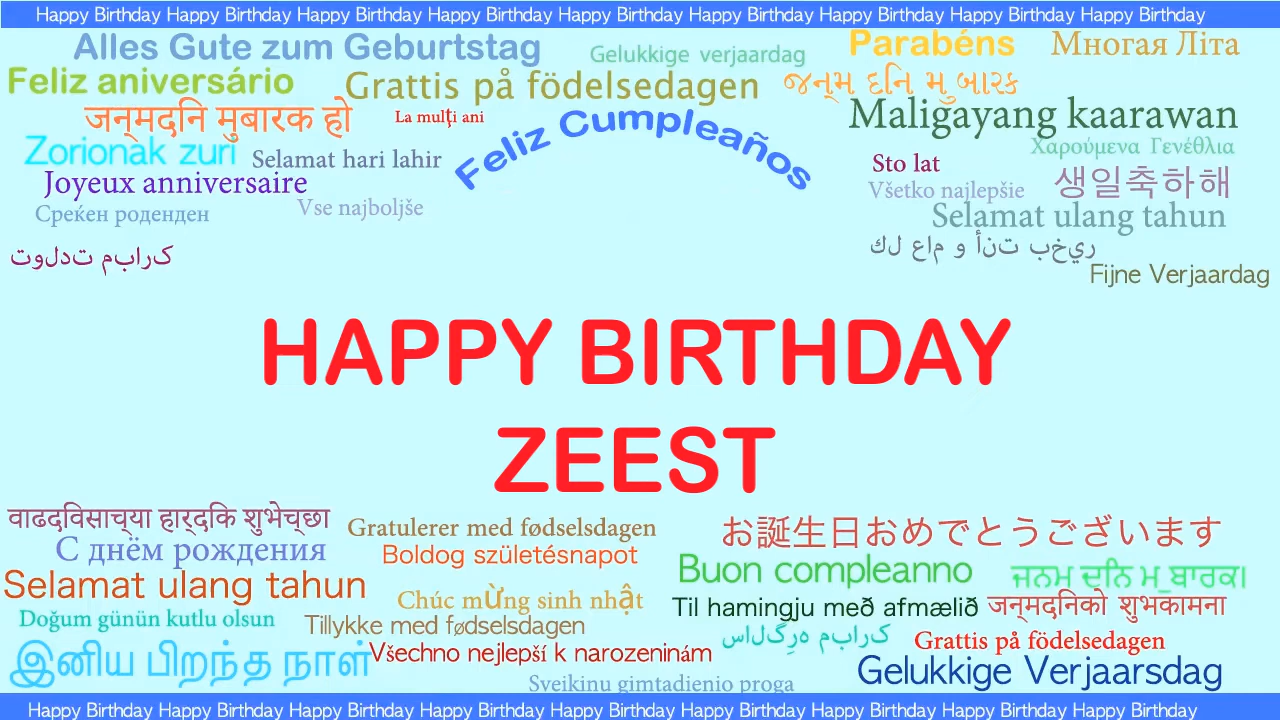 Happy Birthday Happy Birthday Happy Birthday Happy Birthday Happy Birthday Happy Birthday Happy Birthday Happy Birthday Happy Birthday
Alles Gute zum Geburtstag
Gelukkige verjaardag
Parabéns
Многая Літа
Feliz aniversário
Grattis på födelsedagen
જન્મ દનિ મુબારક
जन्मदनि मुबारक हो
La mulţi ani
Feliz Cumpleaños
Maligayang kaarawan
Zorionak zuri
Selamat hari lahir
Sto lat
Χαρούμενα Γενέθλια
Joyeux anniversaire
Všetko najlepšie
생일축하해
Среќен роденден
Vse najboljše
Selamat ulang tahun
تولدت مبارک
كل عام و أنت بخير
Fijne Verjaardag
HAPPY BIRTHDAY
ZEEST
वाढदविसाच्या हार्दकि शुभेच्छा
Gratulerer med fødselsdagen
お誕生日おめでとうございます
С днём рождения
Boldog születésnapot
Buon compleanno
ਜਨਮ ਦਨਿ ਮੁਬਾਰਕ।
Selamat ulang tahun
Chúc mừng sinh nhật
Til hamingju með afmælið
जन्मदनिको शुभकामना
Doğum günün kutlu olsun
Tillykke med fødselsdagen
سالگرہ مبارک
Grattis på födelsedagen
இனிய பிறந்த நாள்
Všechno nejlepší k narozeninám
Gelukkige Verjaarsdag
Sveikinu gimtadienio proga
Happy Birthday Happy Birthday Happy Birthday Happy Birthday Happy Birthday Happy Birthday Happy Birthday Happy Birthday Happy Birthday